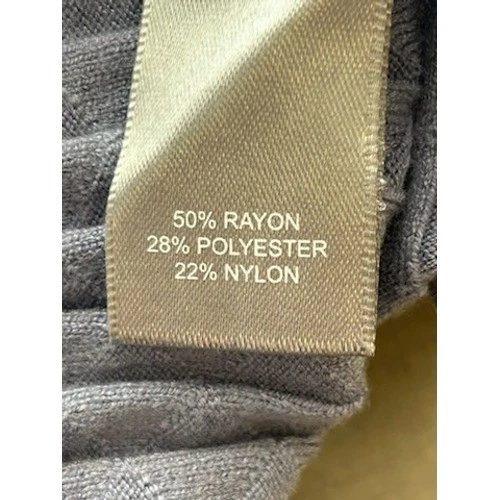 50% RAYON
28% POLYESTER
22% NYLON